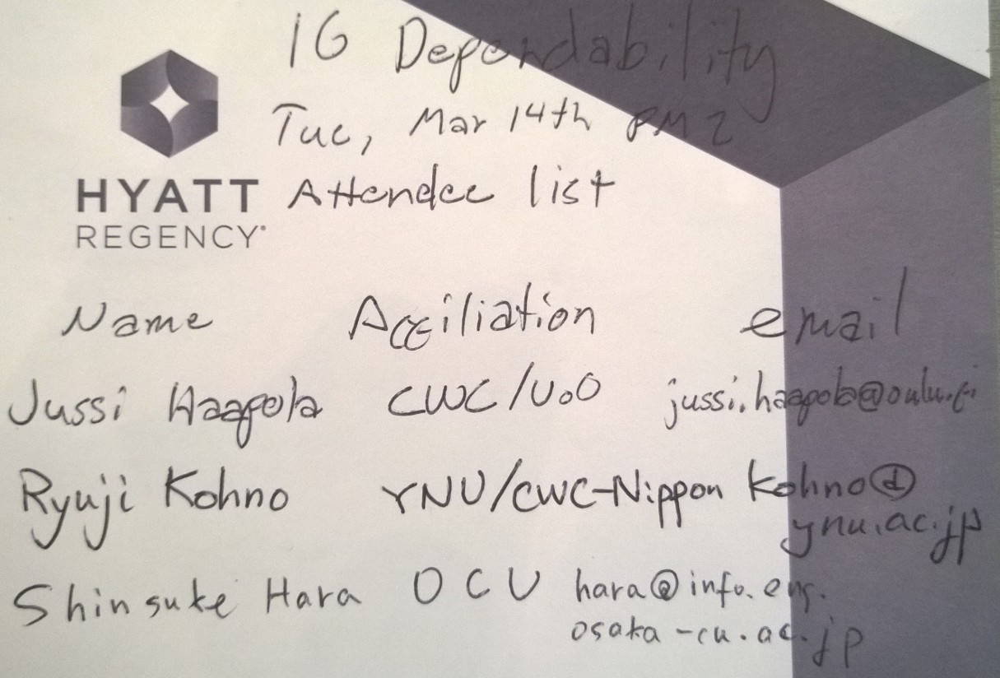 IG Dependability
Tue, Mar 14th PM2
HYATT
REGENCY
Attendee list
Name Affiliation email
Jussi Haapola CWC/UoO jussi.haapola@oulu.fi
Ryuji Kohno YNU/CWC-Nippon kohno@
ynu.ac.jp
Shinsuke Hara OCU hara@info.eng.
osaka-cu.ac.jp